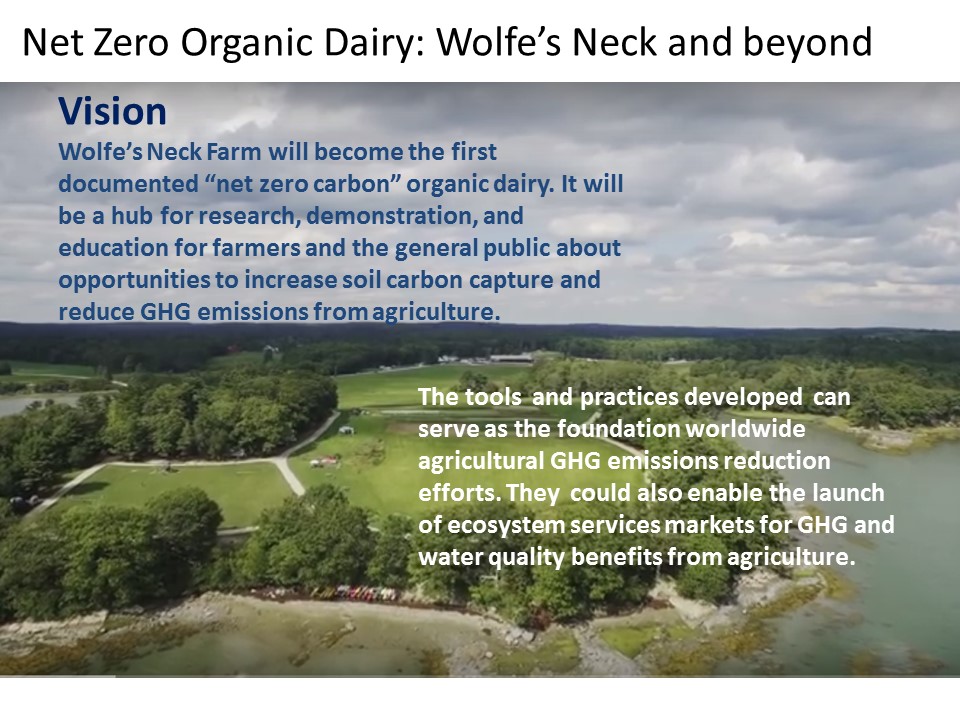 Net Zero Organic Dairy: Wolfe’s Neck and beyond
Vision
Wolfe’s Neck Farm will become the first
documented “net zero carbon” organic dairy. It will
be a hub for research, demonstration, and
education for farmers and the general public about
opportunities to increase soil carbon capture and
reduce GHG emissions from agriculture.
The tools and practices developed can
serve as the foundation worldwide
agricultural GHG emissions reduction
efforts. They could also enable the launch
of ecosystem services markets for GHG and
water quality benefits from agriculture.